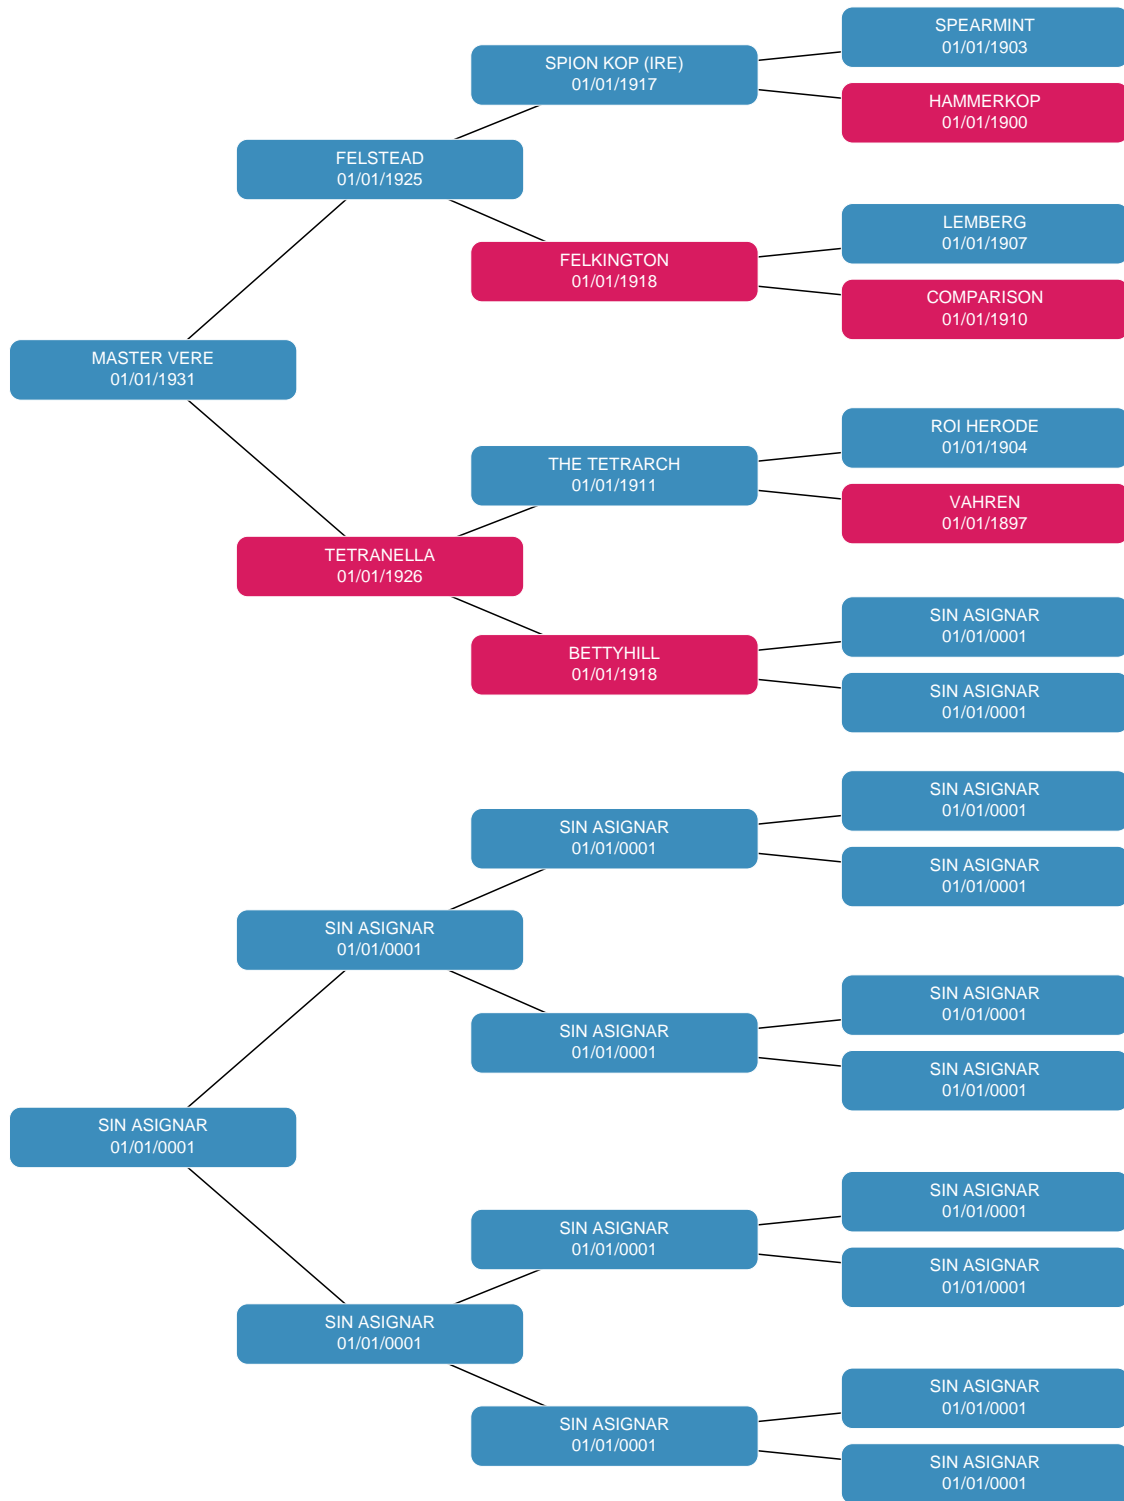 SPEARMINT
01/01/1903
SPION KOP (IRE)
01/01/1917
HAMMERKOP
01/01/1900
FELSTEAD
01/01/1925
LEMBERG
01/01/1907
FELKINGTON
01/01/1918
COMPARISON
01/01/1910
MASTER VERE
01/01/1931
ROI HERODE
01/01/1904
THE TETRARCH
01/01/1911
VAHREN
01/01/1897
TETRANELLA
01/01/1926
SIN ASIGNAR
01/01/0001
BETTYHILL
01/01/1918
SIN ASIGNAR
01/01/0001
SIN ASIGNAR
01/01/0001
SIN ASIGNAR
01/01/0001
SIN ASIGNAR
01/01/0001
SIN ASIGNAR
01/01/0001
SIN ASIGNAR
01/01/0001
SIN ASIGNAR
01/01/0001
SIN ASIGNAR
01/01/0001
SIN ASIGNAR
01/01/0001
SIN ASIGNAR
01/01/0001
SIN ASIGNAR
01/01/0001
SIN ASIGNAR
01/01/0001
SIN ASIGNAR
01/01/0001
SIN ASIGNAR
01/01/0001
SIN ASIGNAR
01/01/0001
SIN ASIGNAR
01/01/0001